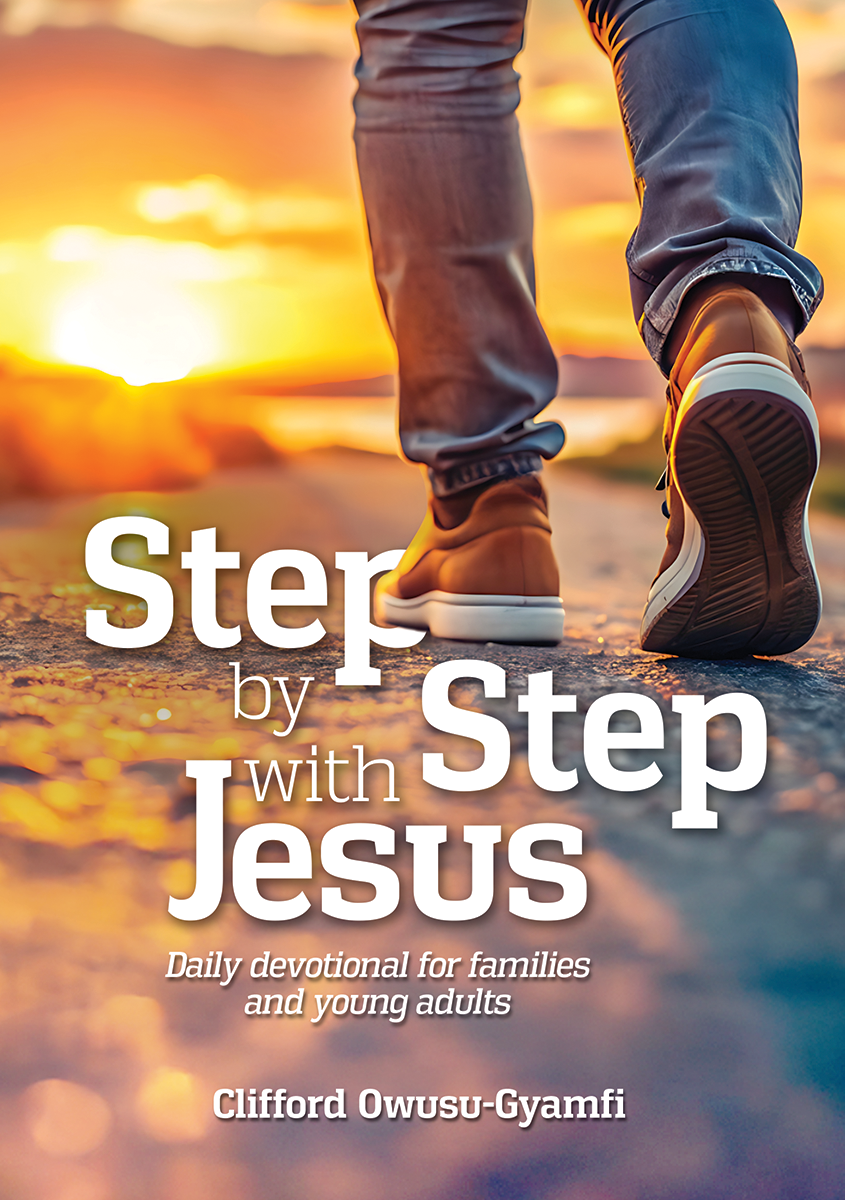 Step
by Step
with
Jesus
Daily devotional for families
and young adults
Clifford Owusu-Gyamfi